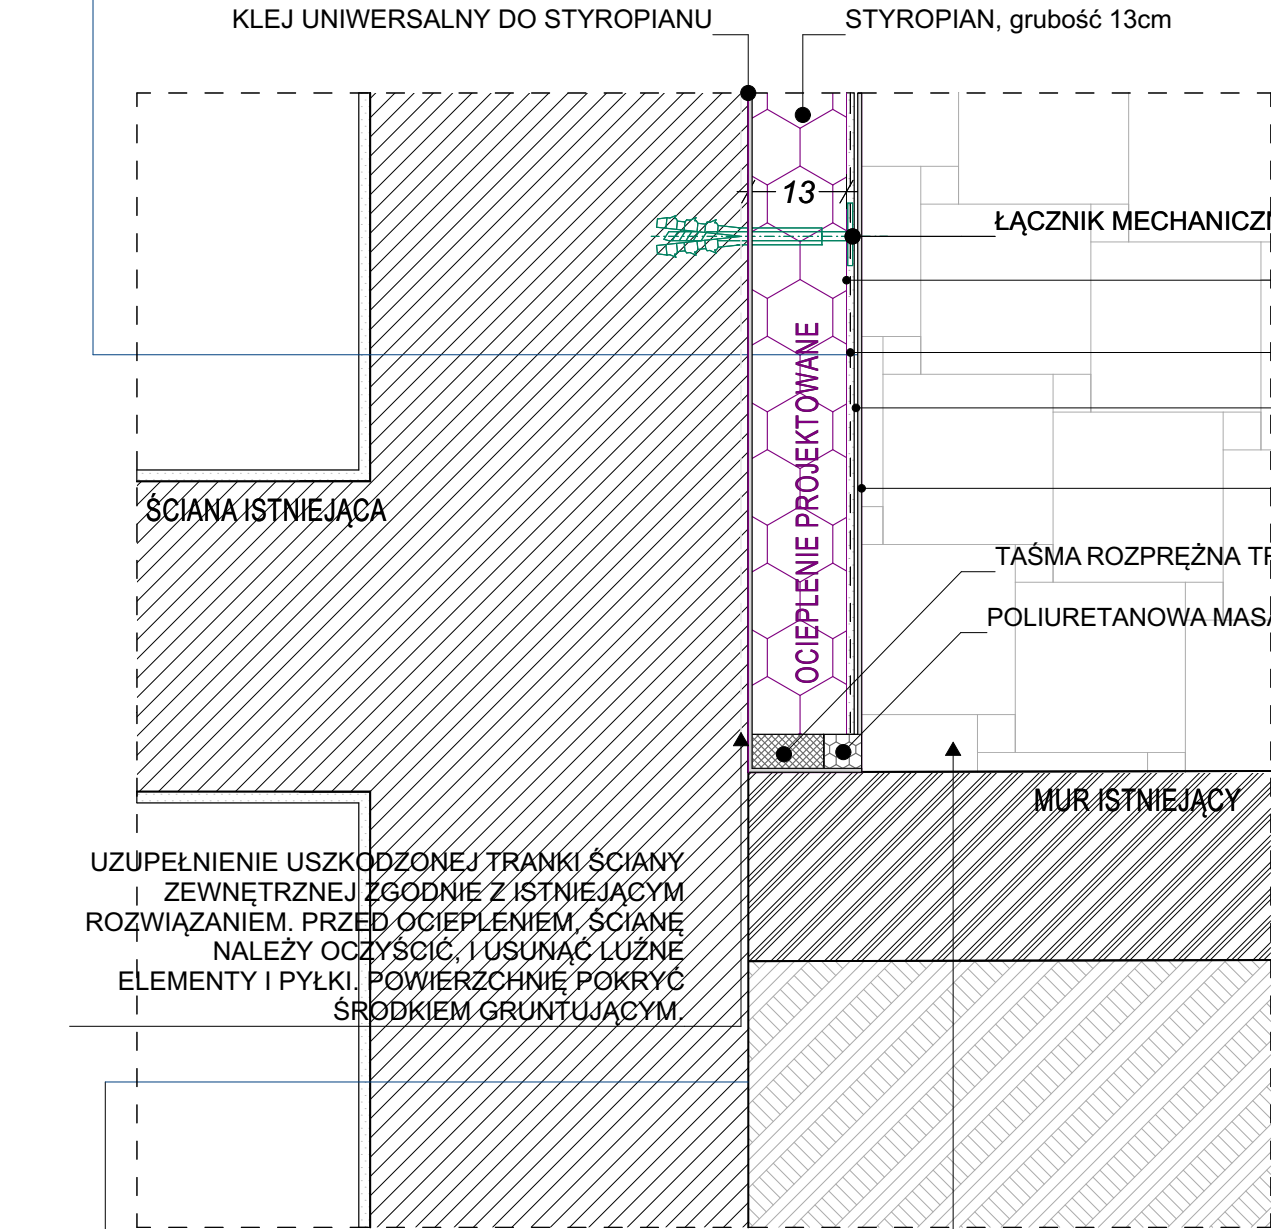 KLEJ UNIWERSALNY DO STYROPIANU
STYROPIAN, grubość 13cm
13
ŁĄCZNIK
OCIEPLENIE PROJEKTOWANE
ŚCIANA ISTNIEJĄCA
TAŚMA ROZPRĘŻNA
POLIURETANOWA MASA
MUR ISTNIEJĄCY
UZUPEŁNIENIE USZKODZONEJ TRANKI ŚCIANY
ZEWNĘTRZNEJ ZGODNIE Z ISTNIEJĄCYM
ROZWIĄZANIEM. PRZED OCIEPLENIEM, ŚCIANĘ
NALEŻY OCZYŚCIĆ, I USUNĄĆ LUŹNE
ELEMENTY I PYŁKI. POWIERZCHNIĘ POKRYĆ
ŚRODKIEM GRUNTUJĄCYM.